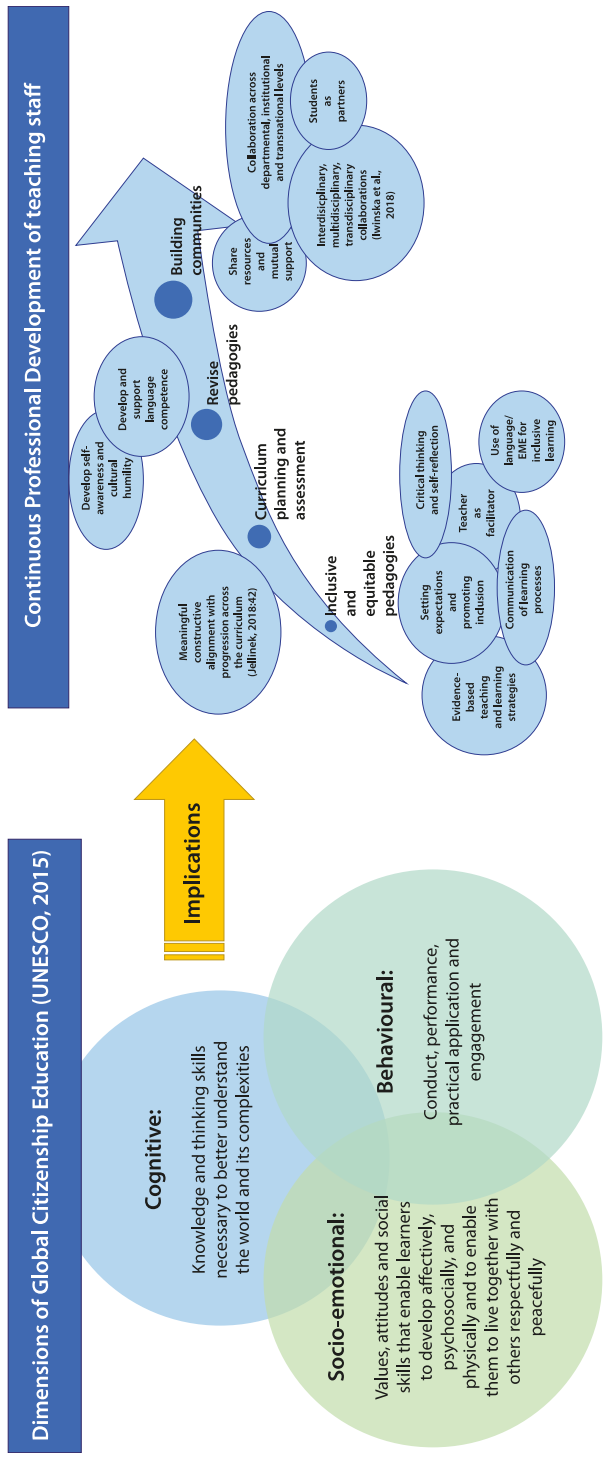 Dimensions of Global Citizenship Education (UNESCO, 2015)
Cognitive:
Knowledge and thinking skills
necessary to better understand
the world and its complexities
Socio-emotional:
Values, attitudes and social
skills that enable learners
to develop affectively,
psychosocially, and
physically and to enable
them to live together with
others respectfully and
peacefully
Behavioural:
Conduct, performance,
practical application and
engagement
Implications
Continuous Professional Development of teaching staff
Inclusive
and
equitable
pedagogies
Evidence-
based
teaching
and learning
strategies
Setting
expectations
and
promoting
inclusion
Communication
of learning
processes
Teacher
as
facilitator
Critical thinking
and self-reflection
Use of
language/
EME for
inclusive
learning
Curriculum
planning and
assessment
Meaningful
constructive
alignment with
progression across
the curriculum
(Jellinek, 2018:42)
Revise
pedagogies
Develop self-
awareness and
cultural
humility
Develop and
support
language
competence
Building
communities
Share
resources
and
mutual
support
Collaboration across
departmental, institutional
and transnational levels
Interdisicplinary,
multidisciplinary,
transdisciplinary
collaborations
(Iwinska et al.,
2018)
Students
as
partners